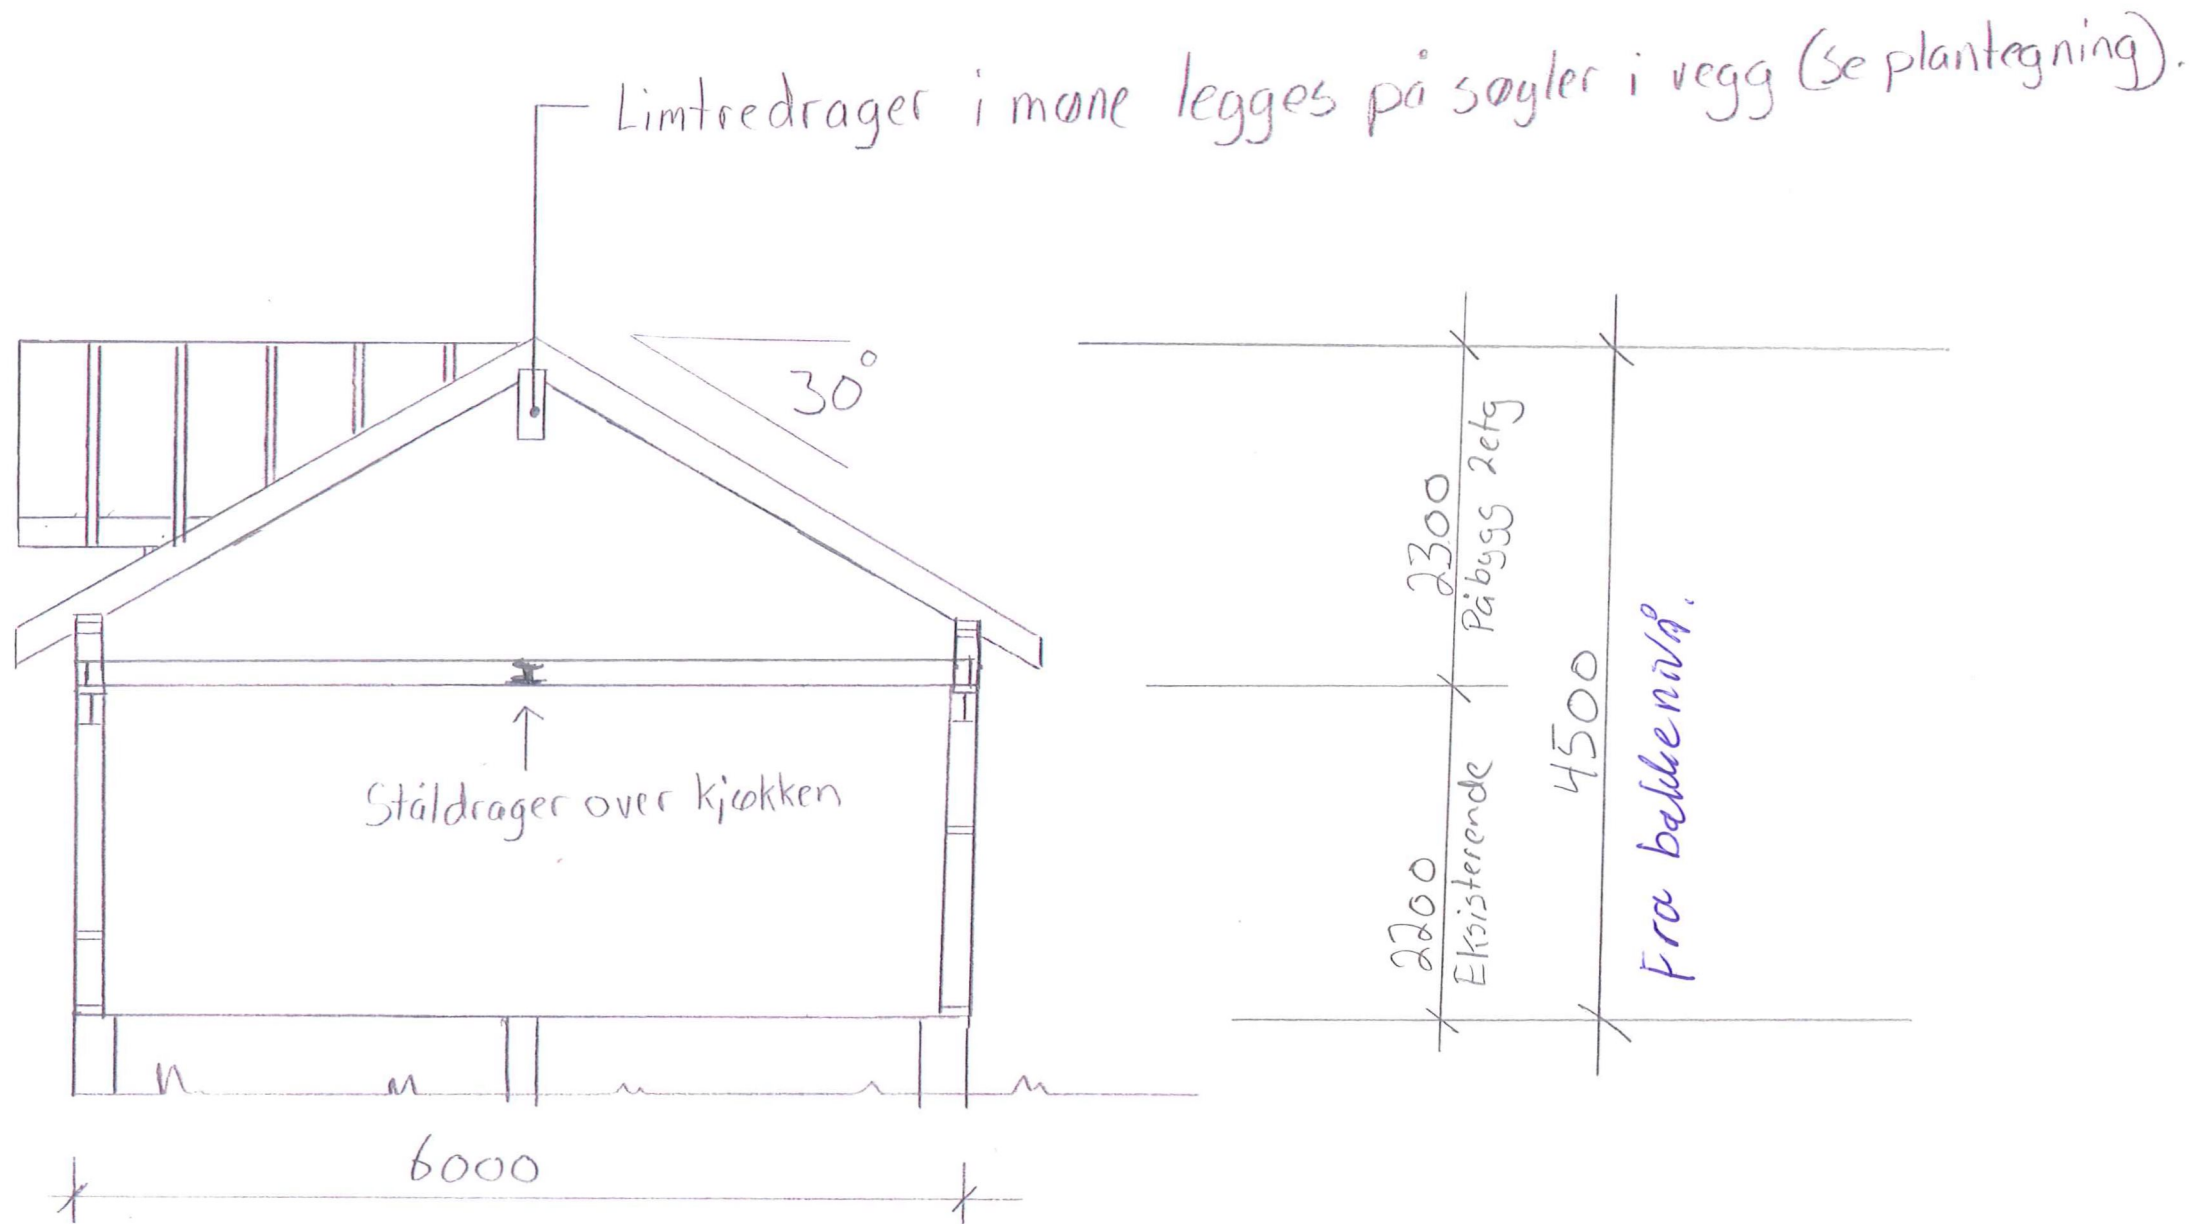 Limtredrager i møne legges på søyler i vegg (se plantegning).
30°
2300
Påbygg 2etg
4500
Fra bakkenivå.
Ståldrager over kjøkken
2200
Eksisterende
6000